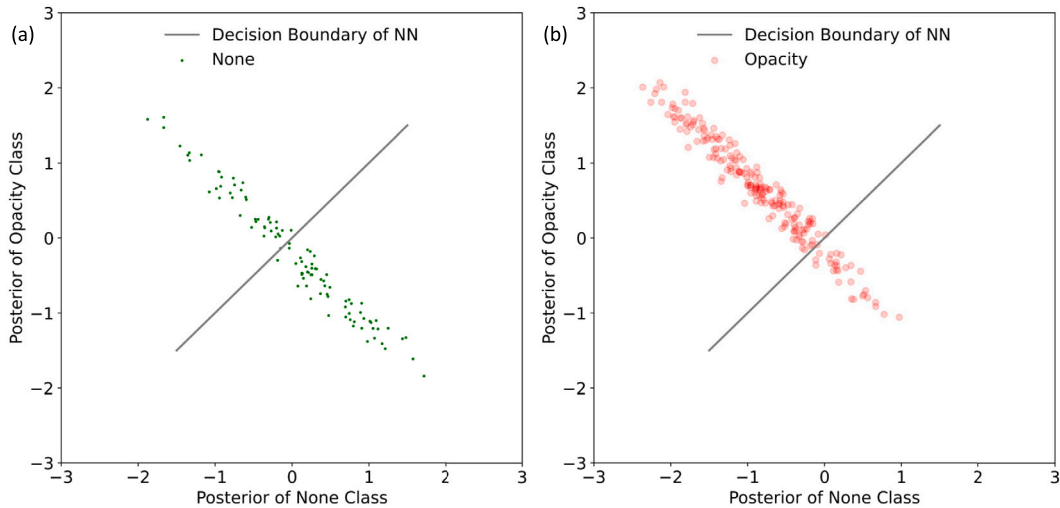 (a)
Decision Boundary of NN
None
3
2
1
0
−1
−2
−3
Posterior of Opacity Class
−3 −2 −1 0 1 2 3
Posterior of None Class
(b)
Decision Boundary of NN
Opacity
3
2
1
0
−1
−2
−3
Posterior of Opacity Class
−3 −2 −1 0 1 2 3
Posterior of None Class